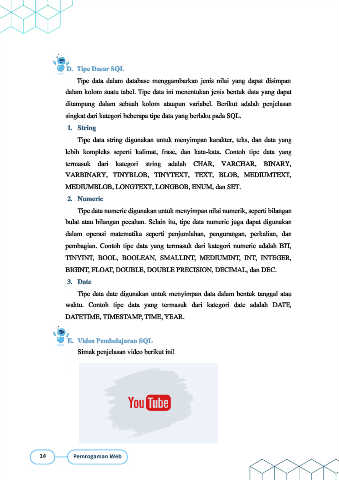 D. Tipe Dasar SQL
Tipe data dalam database menggambarkan jenis nilai yang dapat disimpan
dalam kolom suatu tabel. Tipe data ini menentukan jenis bentuk data yang dapat
ditampung dalam sebuah kolom ataupun variabel. Berikut adalah penjelasan
singkat dari kategori beberapa tipe data yang berlaku pada SQL.
1. String
Tipe data string digunakan untuk menyimpan karakter, teks, dan data yang
lebih kompleks seperti kalimat, frase, dan kata-kata. Contoh tipe data yang
termasuk dari kategori string adalah CHAR, VARCHAR, BINARY,
VARBINARY, TINYBLOB, TINYTEXT, TEXT, BLOB, MEDIUMTEXT,
MEDIUMBLOB, LONGTEXT, LONGBOB, ENUM, dan SET.
2. Numeric
Tipe data numeric digunakan untuk menyimpan nilai numerik, seperti bilangan
bulat atau bilangan pecahan. Selain itu, tipe data numeric juga dapat digunakan
dalam operasi matematika seperti penjumlahan, pengurangan, perkalian, dan
pembagian. Contoh tipe data yang termasuk dari kategori numeric adalah BIT,
TINYINT, BOOL, BOOLEAN, SMALLINT, MEDIUMINT, INT, INTEGER,
BIGINT, FLOAT, DOUBLE, DOUBLE PRECISION, DECIMAL, dan DEC.
3. Date
Tipe data date digunakan untuk menyimpan data dalam bentuk tanggal atau
waktu. Contoh tipe data yang termasuk dari kategori date adalah DATE,
DATETIME, TIMESTAMP, TIME, YEAR.
E. Video Pembelajaran SQL
Simak penjelasan video berikut ini!
YouTube
14 Pemrograman Web